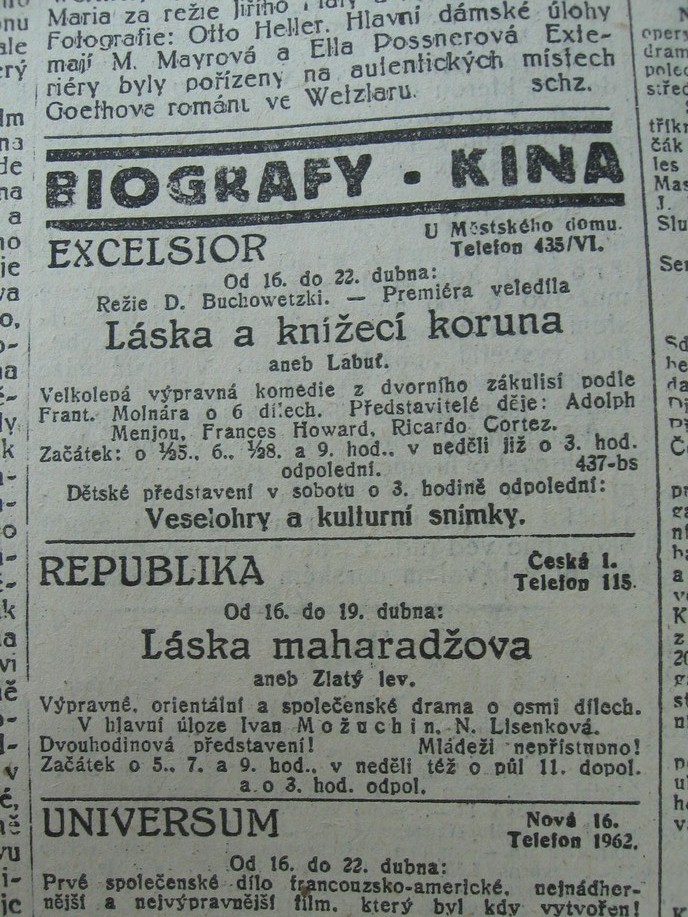 Maria za režie Jiřího
Fotografie: Otto Heller. Hlavní dámské úlohy
mají M. Mayrová a Ella Possnerová Exte-
riéry byly pořízeny na autentických místech
Goethova románu ve Wetzlaru. schz.
BIOGRAFY · KINA
EXCELSIOR
U Městského domu.
Telefon 435/VI.
Od 16. do 22. dubna:
Režie D. Buchowetzki. — Premiéra veledíla
Láska a knížecí koruna
aneb Labuť.
Velkolepá výpravná komedie z dvorního zákulisí podle
Frant. Molnára o 6 dílech. Představitelé děje: Adolph
Menjou, Frances Howard, Ricardo Cortez.
Začátek: o ½5., 6., ½8. a 9. hod., v neděli již o 3. hod.
odpolední. 437-bs
Dětské představení v sobotu o 3. hodině odpolední:
Veselohry a kulturní snímky.
REPUBLIKA
Česká 1.
Telefon 115.
Od 16. do 19. dubna:
Láska maharadžova
aneb Zlatý lev.
Výpravné, orientální a společenské drama o osmi dílech.
V hlavní úloze Ivan Možuchin. N. Lisenková.
Dvouhodinová představení! Mládeži nepřístupno!
Začátek o 5., 7. a 9. hod., v neděli též o půl 11. dopol.
a o 3. hod. odpol.
UNIVERSUM
Nová 16.
Telefon 1962.
Od 16. do 22. dubna:
Prvé společenské dílo francouzsko-americké, nejnádher-
nější a nejvýpravnější film, který byl kdy vytvořen!